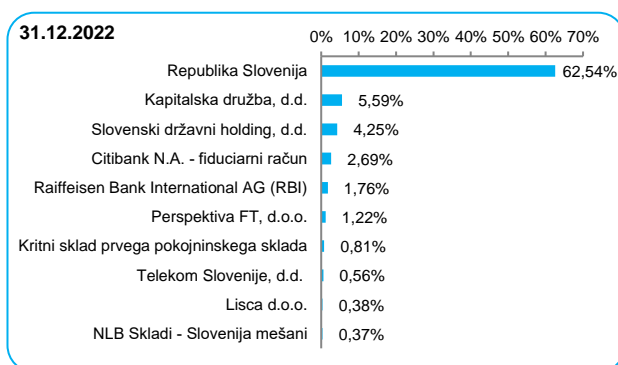 31.12.2022
0% 10% 20% 30% 40% 50% 60% 70%
Republika Slovenija 62,54%
Kapitalska družba, d.d. 5,59%
Slovenski državni holding, d.d. 4,25%
Citibank N.A. - fiduciarni račun 2,69%
Raiffeisen Bank International AG (RBI) 1,76%
Perspektiva FT, d.o.o. 1,22%
Kritni sklad prvega pokojninskega sklada 0,81%
Telekom Slovenije, d.d. 0,56%
Lisca d.o.o. 0,38%
NLB Skladi - Slovenija mešani 0,37%